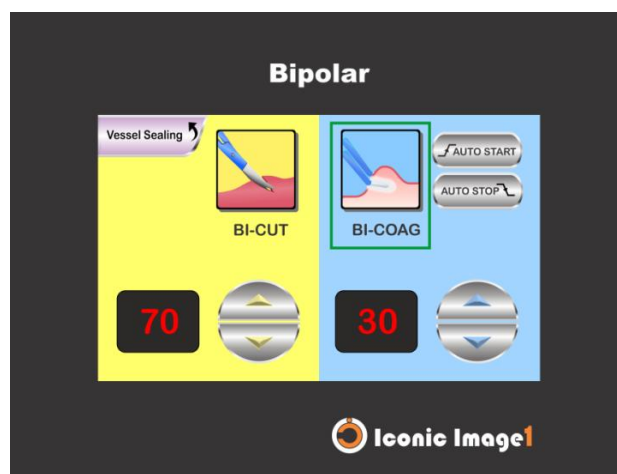 Bipolar
Vessel Sealing
AUTO START
AUTO STOP
BI-CUT
BI-COAG
70
30
Iconic Image1